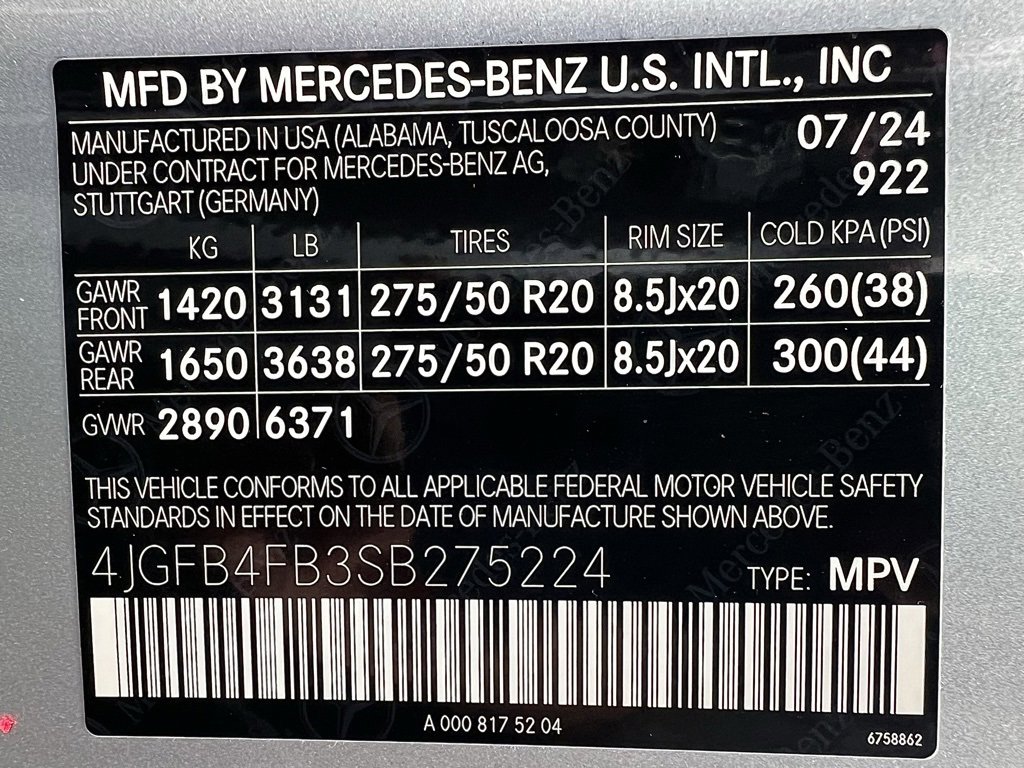 MFD BY MERCEDES-BENZ U.S. INTL., INC
MANUFACTURED IN USA (ALABAMA, TUSCALOOSA COUNTY) 07/24
UNDER CONTRACT FOR MERCEDES-BENZ AG, 922
STUTTGART (GERMANY)
KG LB TIRES RIM SIZE COLD KPA (PSI)
GAWR FRONT 1420 3131 275/50 R20 8.5Jx20 260(38)
GAWR REAR 1650 3638 275/50 R20 8.5Jx20 300(44)
GVWR 2890 6371
THIS VEHICLE CONFORMS TO ALL APPLICABLE FEDERAL MOTOR VEHICLE SAFETY
STANDARDS IN EFFECT ON THE DATE OF MANUFACTURE SHOWN ABOVE.
4JGFB4FB3SB275224 TYPE: MPV
A 000 817 52 04
6758862